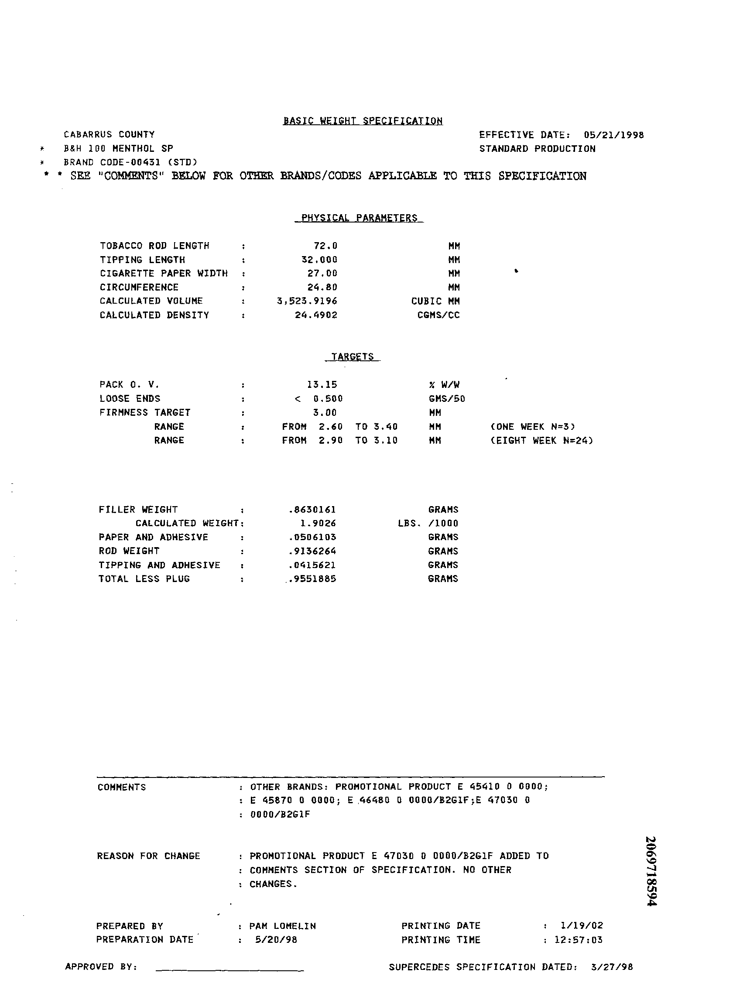 BASIC WEIGHT SPECIFICATION
CABARRUS COUNTY EFFECTIVE DATE: 05/21/1998
* B&H 100 MENTHOL SP STANDARD PRODUCTION
* BRAND CODE-00431 (STD)
* * SEE "COMMENTS" BELOW FOR OTHER BRANDS/CODES APPLICABLE TO THIS SPECIFICATION
PHYSICAL PARAMETERS
TOBACCO ROD LENGTH : 72.0 MM
TIPPING LENGTH : 32.000 MM
CIGARETTE PAPER WIDTH : 27.00 MM
CIRCUMFERENCE : 24.80 MM
CALCULATED VOLUME : 3,523.9196 CUBIC MM
CALCULATED DENSITY : 24.4902 CGMS/CC
TARGETS
PACK O. V. : 13.15 % W/W
LOOSE ENDS : < 0.500 GMS/50
FIRMNESS TARGET : 3.00 MM
RANGE : FROM 2.60 TO 3.40 MM (ONE WEEK N=3)
RANGE : FROM 2.90 TO 3.10 MM (EIGHT WEEK N=24)
FILLER WEIGHT : .8630161 GRAMS
CALCULATED WEIGHT: 1.9026 LBS. /1000
PAPER AND ADHESIVE : .0506103 GRAMS
ROD WEIGHT : .9136264 GRAMS
TIPPING AND ADHESIVE : .0415621 GRAMS
TOTAL LESS PLUG : .9551885 GRAMS
COMMENTS : OTHER BRANDS: PROMOTIONAL PRODUCT E 45410 0 0000;
: E 45870 0 0000; E 46480 0 0000/B2G1F;E 47030 0
: 0000/B2G1F
REASON FOR CHANGE : PROMOTIONAL PRODUCT E 47030 0 0000/B2G1F ADDED TO
: COMMENTS SECTION OF SPECIFICATION. NO OTHER
: CHANGES.
2069718594
PREPARED BY : PAM LOMELIN PRINTING DATE : 1/19/02
PREPARATION DATE : 5/20/98 PRINTING TIME : 12:57:03
APPROVED BY: SUPERCEDES SPECIFICATION DATED: 3/27/98